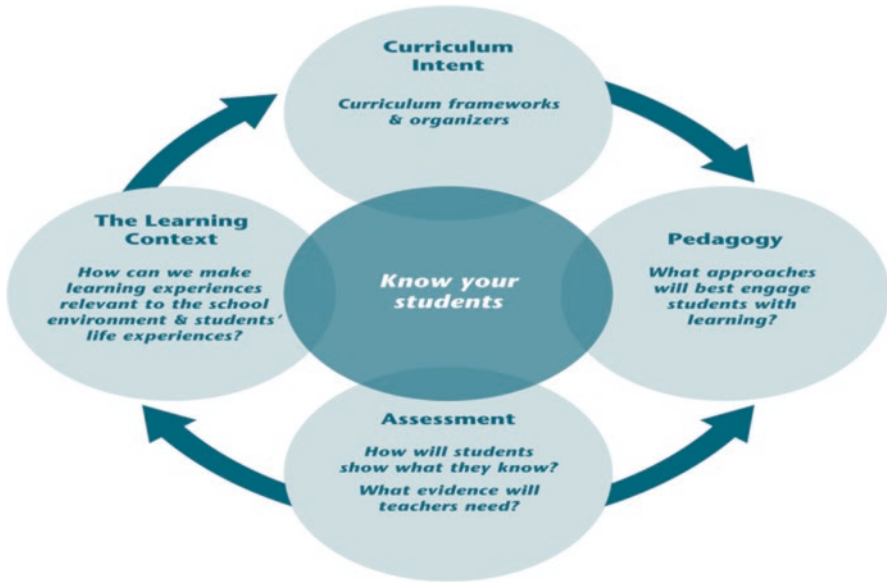 Curriculum
Intent
Curriculum frameworks
& organizers
The Learning
Context
How can we make
learning experiences
relevant to the school
environment & students’
life experiences?
Know your
students
Pedagogy
What approaches
will best engage
students with
learning?
Assessment
How will students
show what they know?
What evidence will
teachers need?